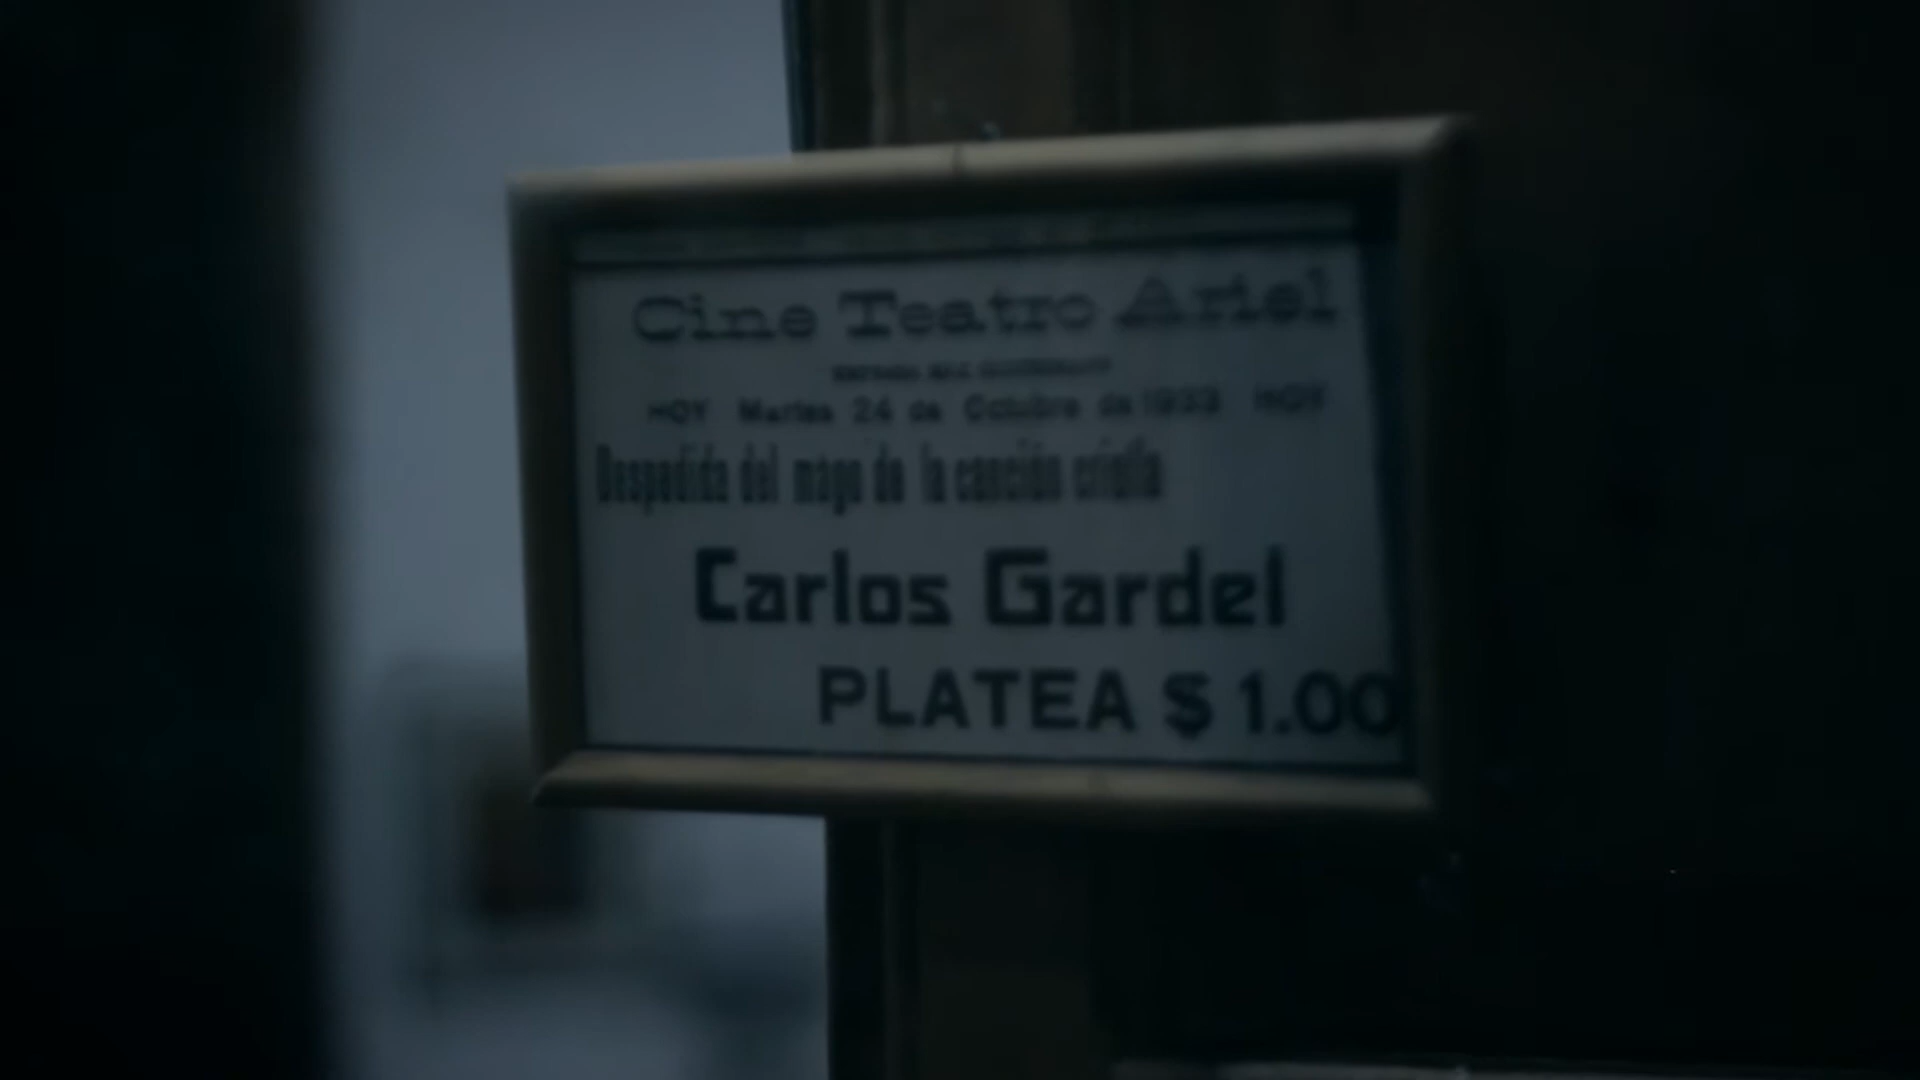 Cine Teatro Ariel
HOY Martes 24 de Octubre de 1933 HOY
Despedida del mago de la canción criolla
Carlos Gardel
PLATEA $ 1.00